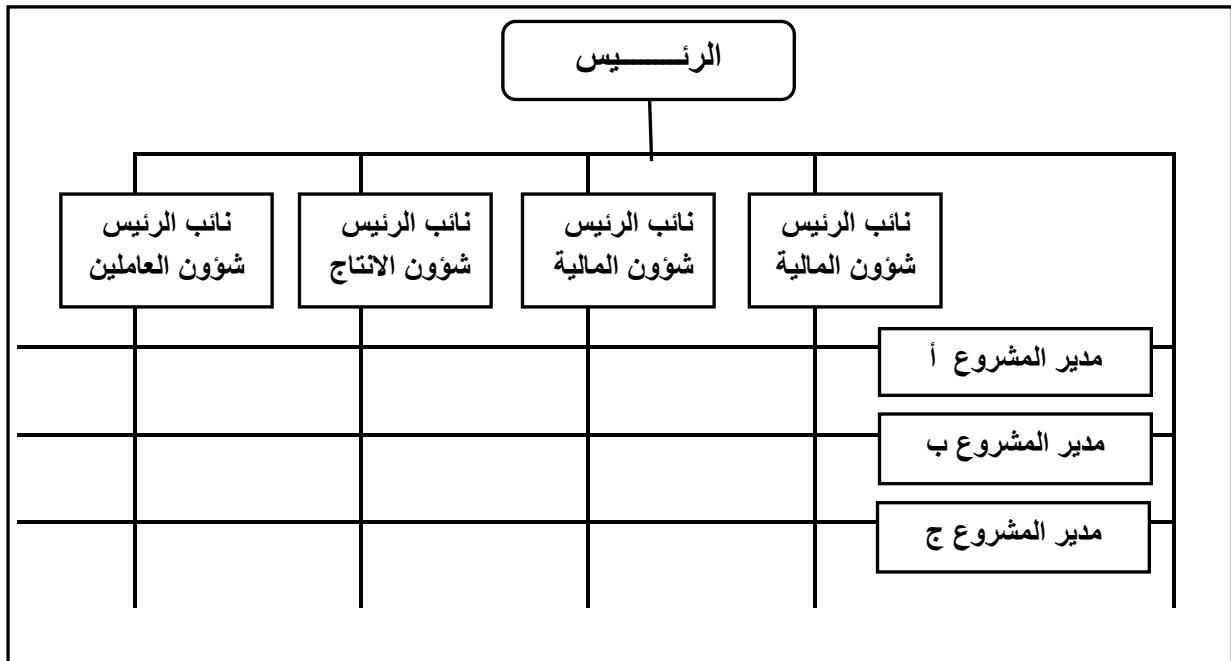 الرئـــــــيس
نائب الرئيس
شؤون المالية
نائب الرئيس
شؤون المالية
نائب الرئيس
شؤون الانتاج
نائب الرئيس
شؤون العاملين
مدير المشروع أ
مدير المشروع ب
مدير المشروع ج